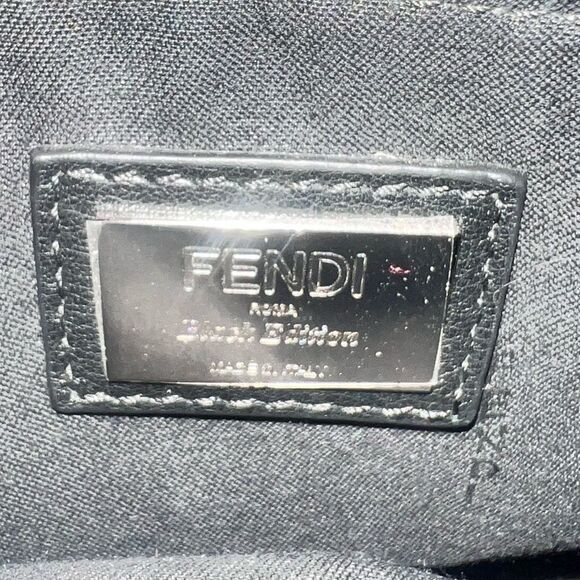 FENDI
ROMA
Black Edition
MADE IN ITALY